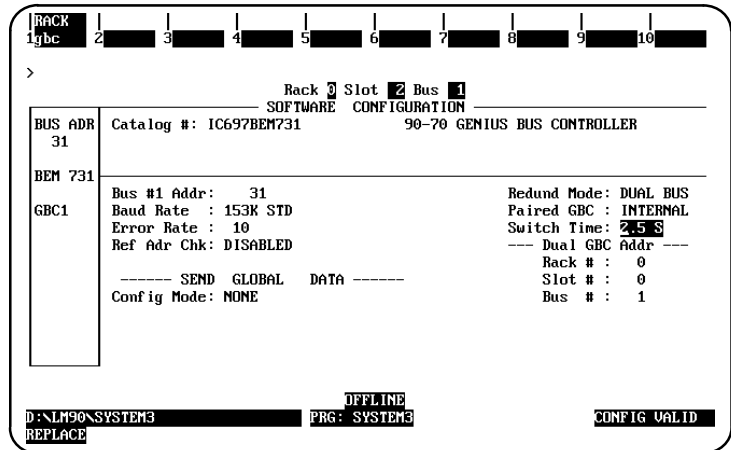 RACK
1gbc 2 3 4 5 6 7 8 9 10
>
Rack 0 Slot 2 Bus 1
SOFTWARE CONFIGURATION
BUS ADR Catalog #: IC697BEM731 90-70 GENIUS BUS CONTROLLER
31
BEM 731
Bus #1 Addr: 31 Redund Mode: DUAL BUS
GBC1 Baud Rate : 153K STD Paired GBC : INTERNAL
Error Rate : 10 Switch Time: 2.5 S
Ref Adr Chk: DISABLED --- Dual GBC Addr ---
Rack # : 0
------ SEND GLOBAL DATA ------ Slot # : 0
Config Mode: NONE Bus # : 1
OFFLINE
D:\LM90\SYSTEM3 PRG: SYSTEM3 CONFIG VALID
REPLACE